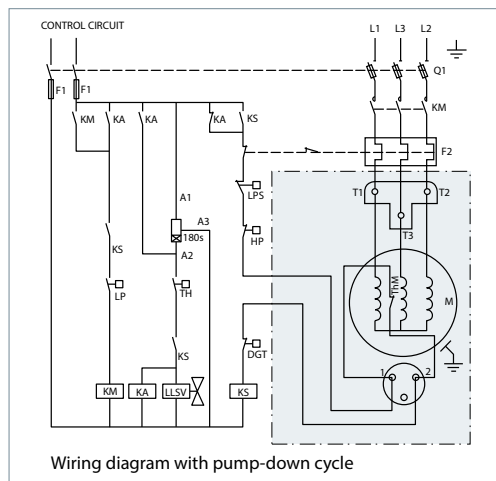 CONTROL CIRCUIT
L1 L3 L2
Q1
F1 F1
KM KA KA KA KS KM
F2
A1
LPS
T1 T2
A3
T3
180s
HP
KS A2
ThM
LP TH
M
KS
DGT
1 2
KM KA LLSV KS
Wiring diagram with pump-down cycle